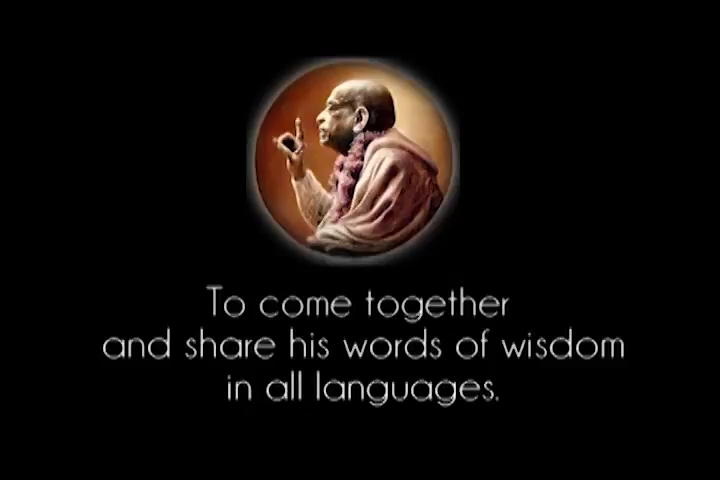 To come together
and share his words of wisdom
in all languages.